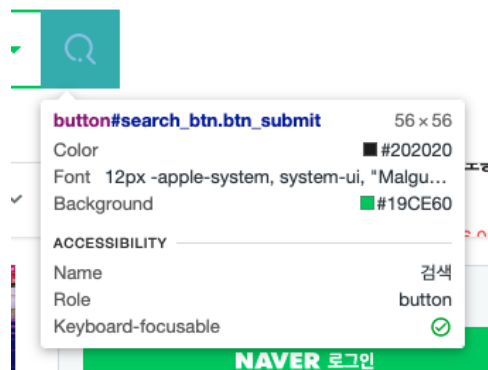 button#search_btn.btn_submit 56 × 56
Color #202020
Font 12px -apple-system, system-ui, "Malgu…
Background #19CE60
ACCESSIBILITY
Name 검색
Role button
Keyboard-focusable
NAVER 로그인